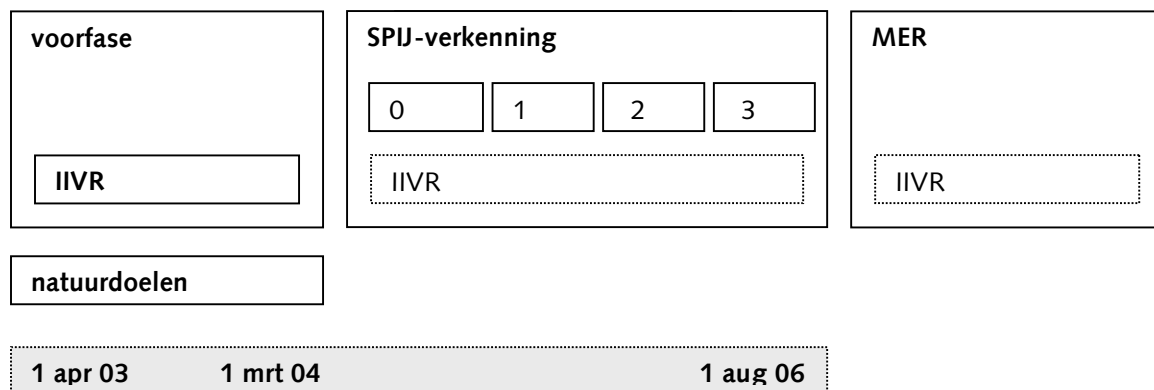 voorfase SPIJ-verkenning MER
0 1 2 3
IIVR IIVR IIVR
natuurdoelen
1 apr 03 1 mrt 04 1 aug 06